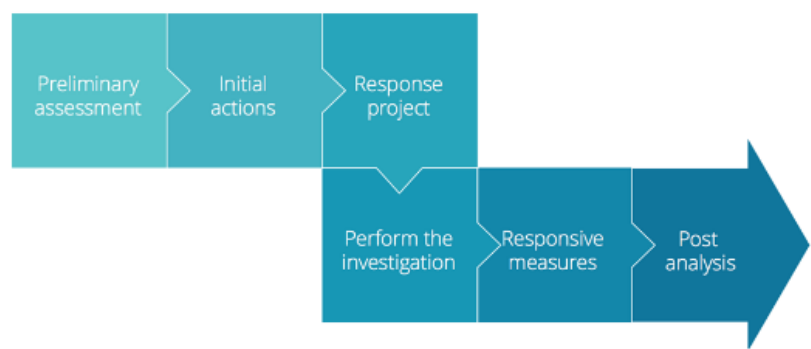 Preliminary
assessment
Initial
actions
Response
project
Perform the
investigation
Responsive
measures
Post
analysis